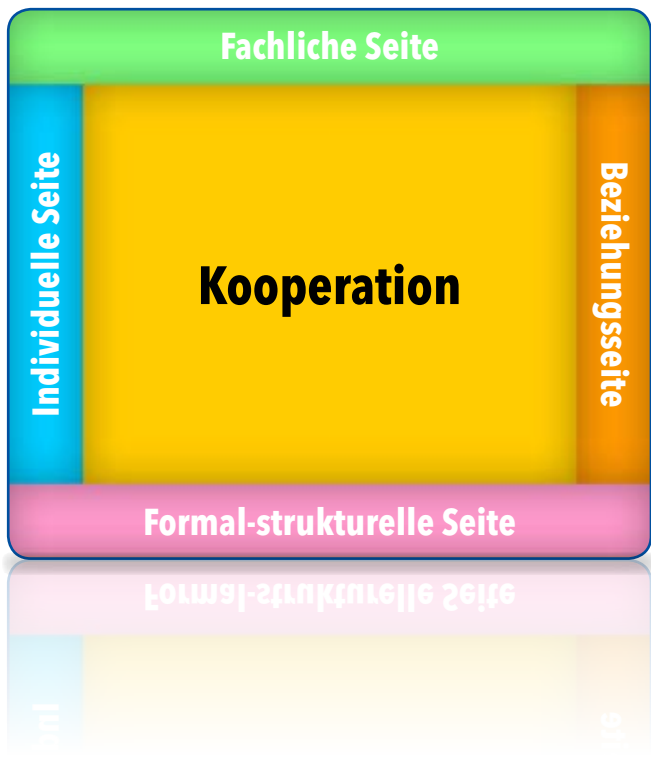 Fachliche Seite
Individuelle Seite
Kooperation
Beziehungsseite
Formal-strukturelle Seite